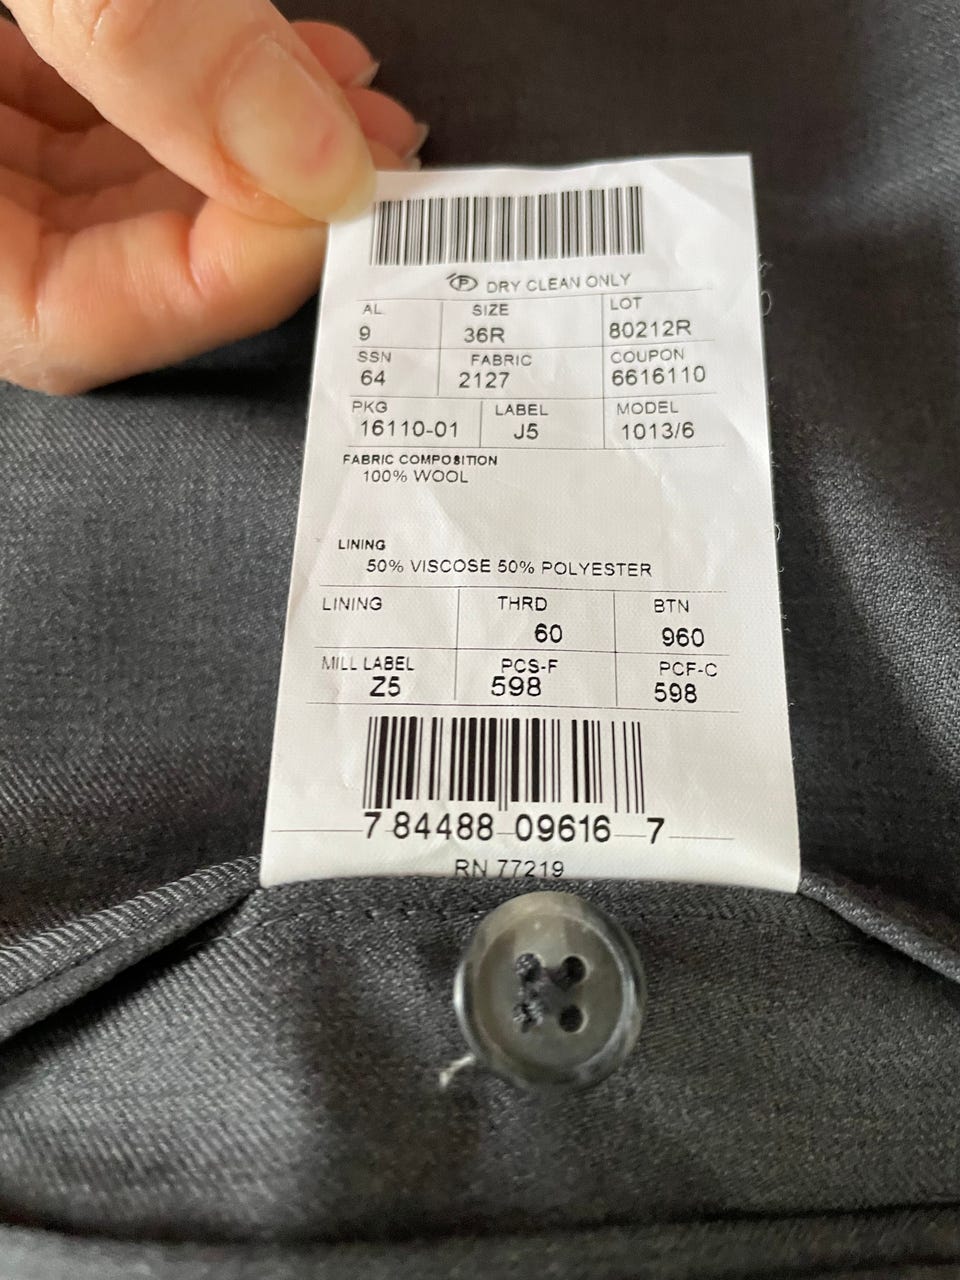 P DRY CLEAN ONLY
AL SIZE LOT
9 36R 80212R
SSN FABRIC COUPON
64 2127 6616110
PKG LABEL MODEL
16110-01 J5 1013/6
FABRIC COMPOSITION
100% WOOL
LINING
50% VISCOSE 50% POLYESTER
LINING THRD BTN
60 960
MILL LABEL PCS-F PCF-C
Z5 598 598
7 84488 09616 7
RN 77219